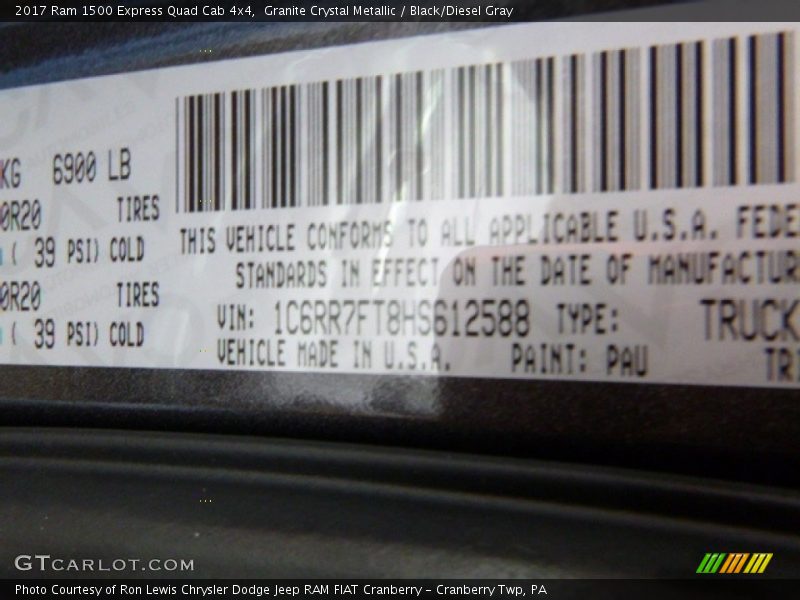 2017 Ram 1500 Express Quad Cab 4x4, Granite Crystal Metallic / Black/Diesel Gray
KG 6900 LB
0R20 TIRES
( 39 PSI) COLD
0R20 TIRES
( 39 PSI) COLD
THIS VEHICLE CONFORMS TO ALL APPLICABLE U.S.A. FEDE
STANDARDS IN EFFECT ON THE DATE OF MANUFACTUR
VIN: 1C6RR7FT8HS612588 TYPE: TRUCK
VEHICLE MADE IN U.S.A. PAINT: PAU TRI
GTCARLOT.COM
Photo Courtesy of Ron Lewis Chrysler Dodge Jeep RAM FIAT Cranberry – Cranberry Twp, PA